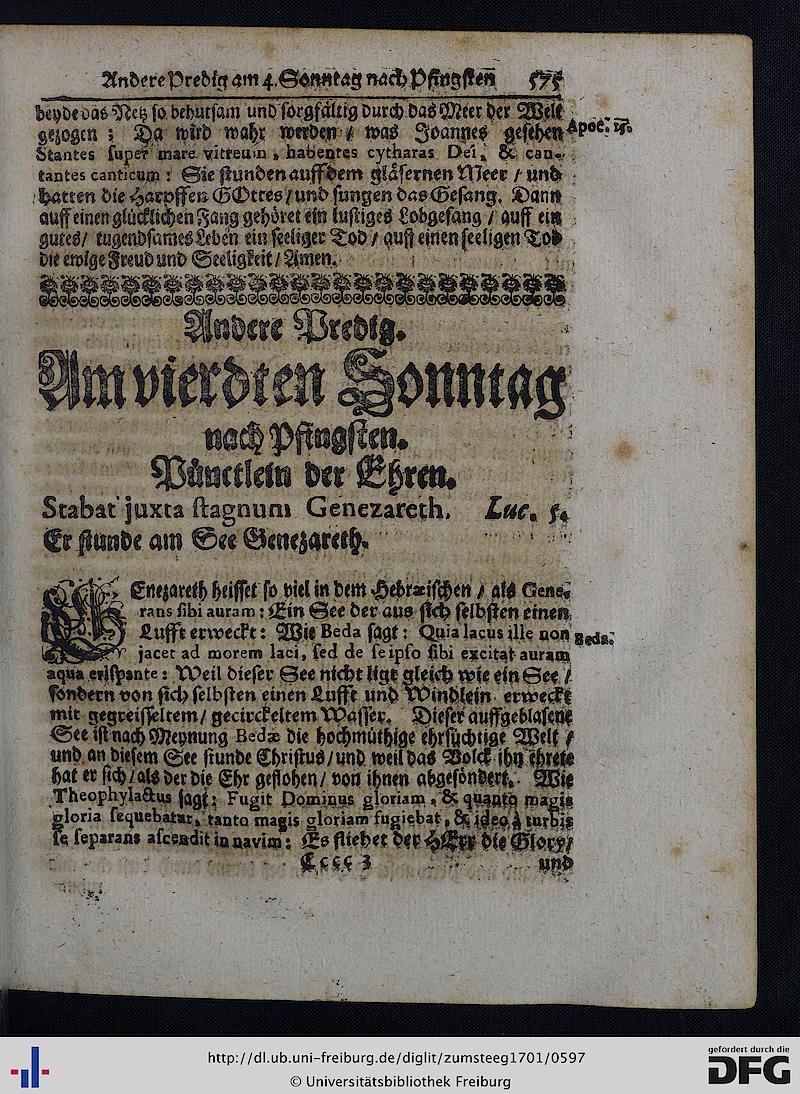 Andere Predig am 4. Sonntag nach Pfingsten 575
beyde das Netz so behutsam und sorgfältig durch das Meer der Welt
gezogen ; Da wird wahr werden / was Joannes gesehen Apoc. 15.
Stantes super mare vitreum, habentes cytharas Dei, & can-
tantes canticum : Sie stunden auff dem gläsernen Meer / und
hatten die Harpffen GOttes / und sungen das Gesang. Dann
auff einen glücklichen Fang gehöret ein lustiges Lobgesang / auff ein
gutes / tugendsames Leben ein seeliger Tod / auff einen seeligen Tod
die ewige Freud und Seeligkeit / Amen.
Andere Predig.
Am vierdten Sonntag
nach Pfingsten.
Pünctlein der Ehren.
Stabat juxta stagnum Genezareth. Luc. 5.
Er stunde am See Genezareth.
GEnezareth heisset so viel in dem Hebræischen / als Gene-
rans sibi auram : Ein See der aus sich selbsten einen
Lufft erweckt : Wie Beda sagt : Quia lacus ille non Beda.
jacet ad morem laci, sed de seipso sibi excitat auram
aqua crispante : Weil dieser See nicht ligt gleich wie ein See /
sondern von sich selbsten einen Lufft und Windlein erweckt
mit gegreisseltem / gecirckeltem Wasser. Dieser auffgeblasene
See ist nach Meynung Bedæ die hochmüthige ehrsüchtige Welt /
und an diesem See stunde Christus / und weil das Volck ihn ehrete
hat er sich / als der die Ehr geflohen / von ihnen abgesöndert. Wie
Theophylactus sagt : Fugit Dominus gloriam, & quanto magis
gloria sequebatur, tanto magis gloriam fugiebat, & ideo à turbis
se separans ascendit in navim : Es fliehet der HErr die Glory /
Cccc 3 und
http://dl.ub.uni-freiburg.de/diglit/zumsteeg1701/0597
© Universitätsbibliothek Freiburg
gefördert durch die
DFG